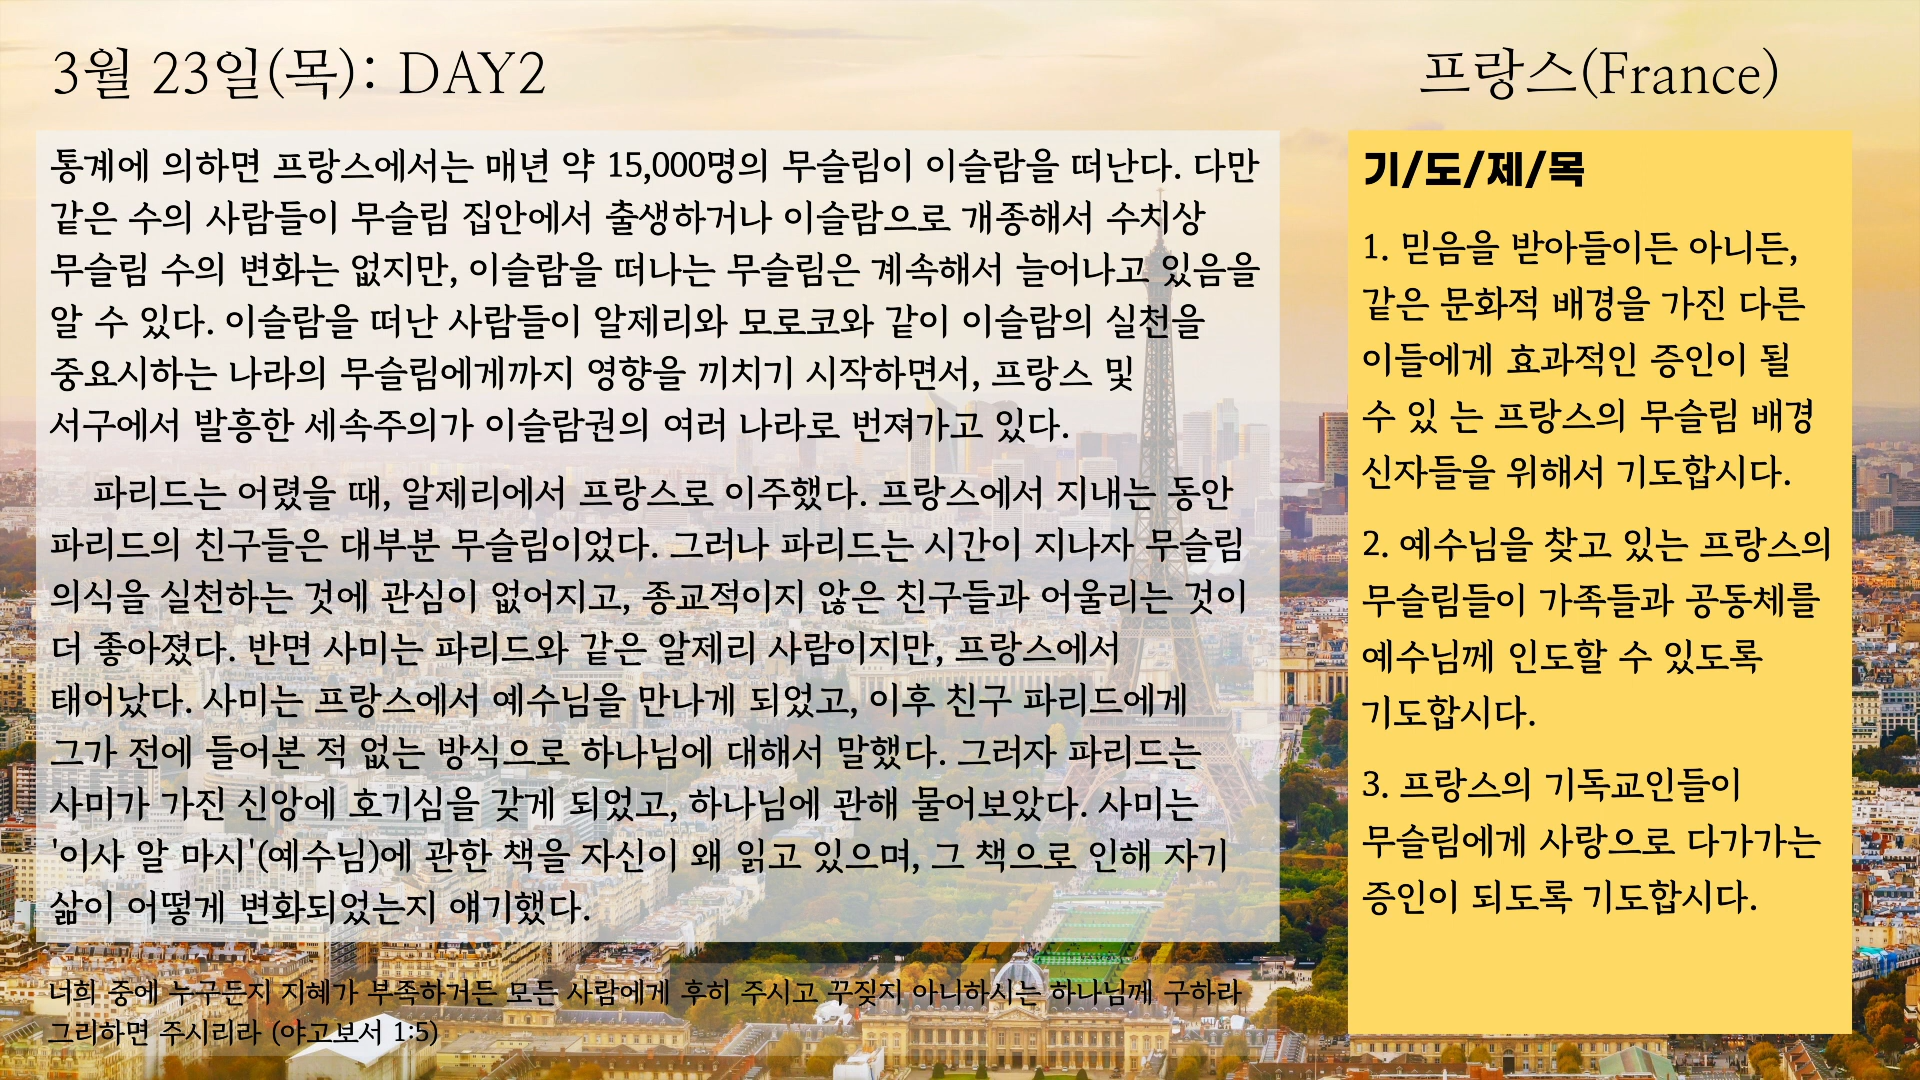 3월 23일(목): DAY2
프랑스(France)
통계에 의하면 프랑스에서는 매년 약 15,000명의 무슬림이 이슬람을 떠난다. 다만
같은 수의 사람들이 무슬림 집안에서 출생하거나 이슬람으로 개종해서 수치상
무슬림 수의 변화는 없지만, 이슬람을 떠나는 무슬림은 계속해서 늘어나고 있음을
알 수 있다. 이슬람을 떠난 사람들이 알제리와 모로코와 같이 이슬람의 실천을
중요시하는 나라의 무슬림에게까지 영향을 끼치기 시작하면서, 프랑스 및
서구에서 발흥한 세속주의가 이슬람권의 여러 나라로 번져가고 있다.
파리드는 어렸을 때, 알제리에서 프랑스로 이주했다. 프랑스에서 지내는 동안
파리드의 친구들은 대부분 무슬림이었다. 그러나 파리드는 시간이 지나자 무슬림
의식을 실천하는 것에 관심이 없어지고, 종교적이지 않은 친구들과 어울리는 것이
더 좋아졌다. 반면 사미는 파리드와 같은 알제리 사람이지만, 프랑스에서
태어났다. 사미는 프랑스에서 예수님을 만나게 되었고, 이후 친구 파리드에게
그가 전에 들어본 적 없는 방식으로 하나님에 대해서 말했다. 그러자 파리드는
사미가 가진 신앙에 호기심을 갖게 되었고, 하나님에 관해 물어보았다. 사미는
'이사 알 마시'(예수님)에 관한 책을 자신이 왜 읽고 있으며, 그 책으로 인해 자기
삶이 어떻게 변화되었는지 얘기했다.
너희 중에 누구든지 지혜가 부족하거든 모든 사람에게 후히 주시고 꾸짖지 아니하시는 하나님께 구하라
그리하면 주시리라 (야고보서 1:5)
기/도/제/목
1. 믿음을 받아들이든 아니든,
같은 문화적 배경을 가진 다른
이들에게 효과적인 증인이 될
수 있 는 프랑스의 무슬림 배경
신자들을 위해서 기도합시다.
2. 예수님을 찾고 있는 프랑스의
무슬림들이 가족들과 공동체를
예수님께 인도할 수 있도록
기도합시다.
3. 프랑스의 기독교인들이
무슬림에게 사랑으로 다가가는
증인이 되도록 기도합시다.